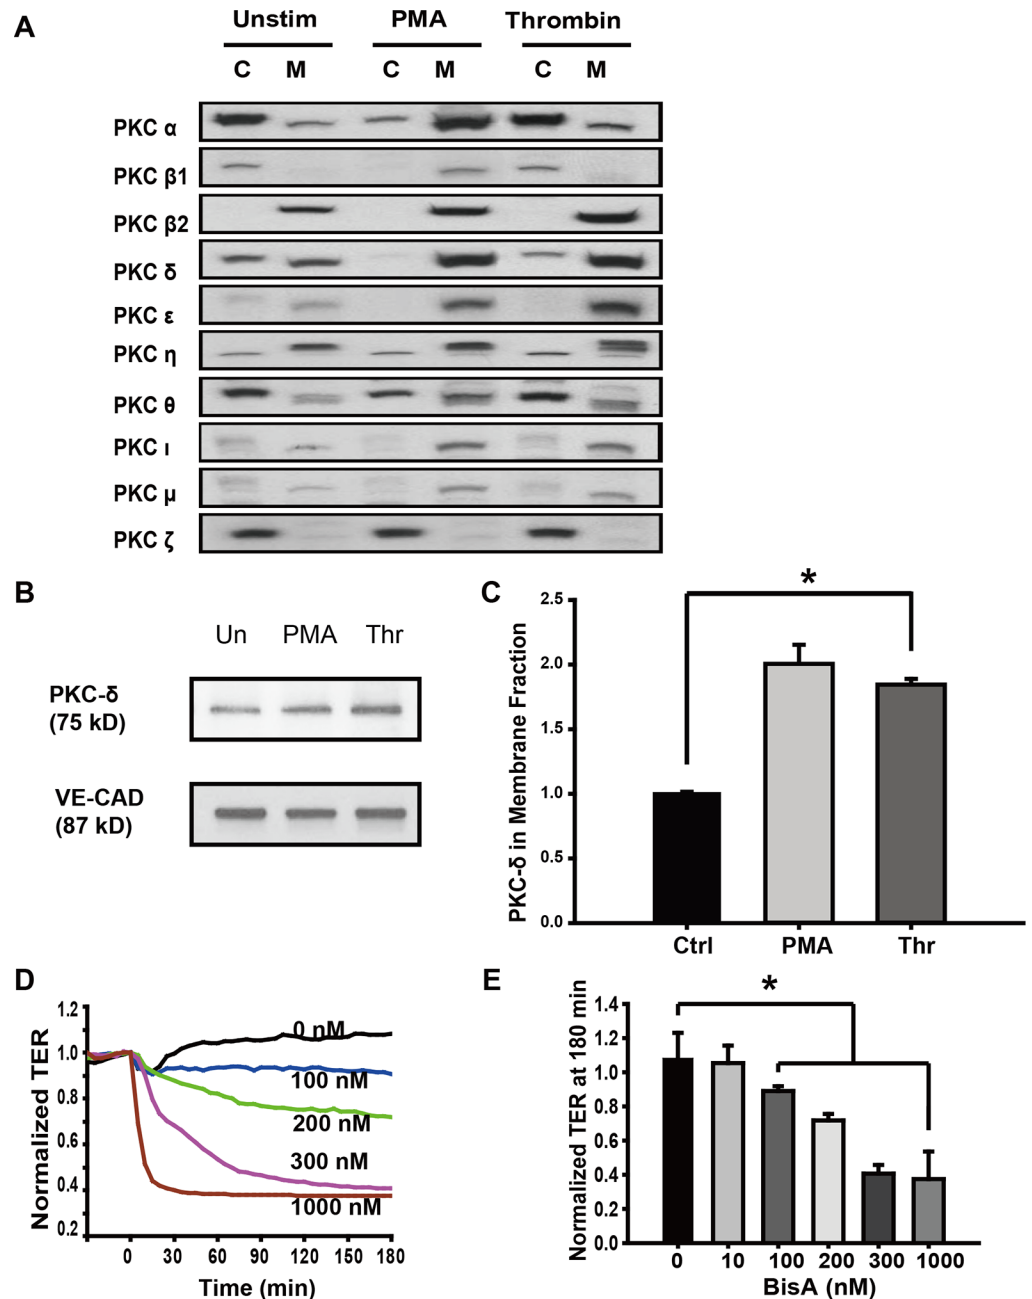 A
Unstim PMA Thrombin
C M C M C M
PKC α
PKC β1
PKC β2
PKC δ
PKC ε
PKC η
PKC θ
PKC ι
PKC μ
PKC ζ
B
Un PMA Thr
PKC-δ
(75 kD)
VE-CAD
(87 kD)
C
*
PKC-δ in Membrane Fraction
2.5
2.0
1.5
1.0
0.5
0.0
Ctrl PMA Thr
D
Normalized TER
1.2
1.0
0.8
0.6
0.4
0.2
0 nM
100 nM
200 nM
300 nM
1000 nM
0 30 60 90 120 150 180
Time (min)
E
*
Normalized TER at 180 min
1.4
1.2
1.0
0.8
0.6
0.4
0.2
0.0
0 10 100 200 300 1000
BisA (nM)